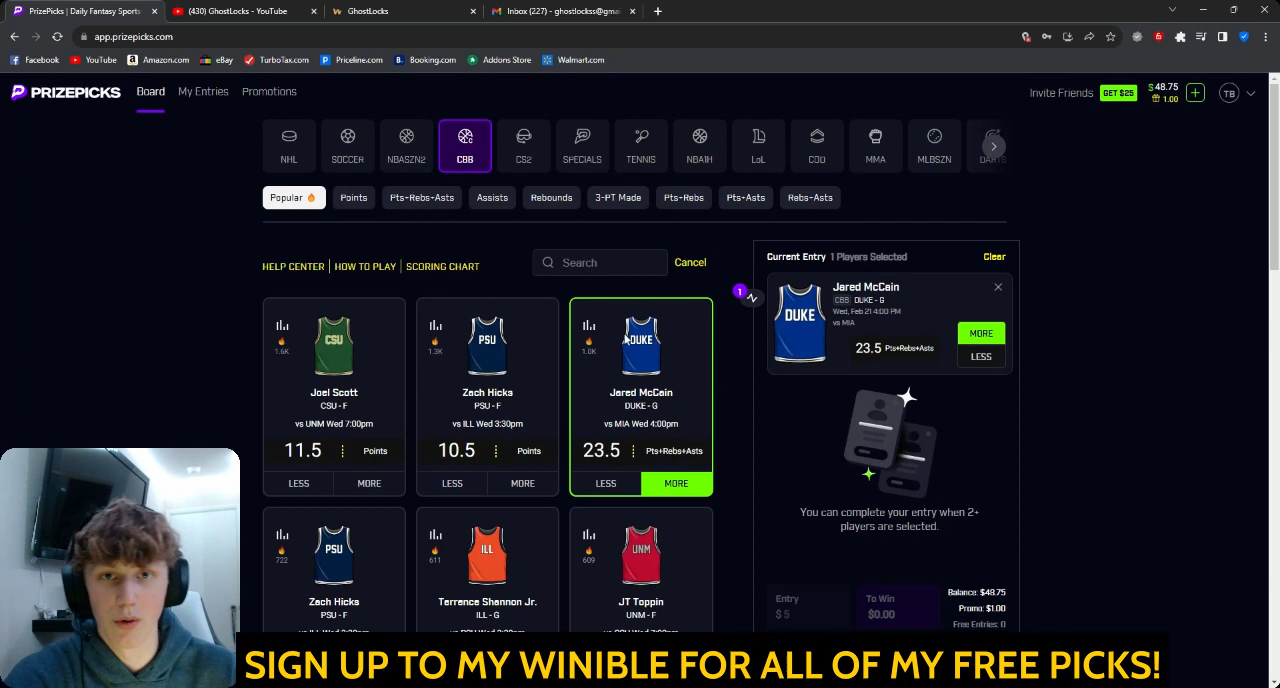 PrizePicks | Daily Fantasy Sports
(430) GhostLocks - YouTube
GhostLocks
Inbox (227) - ghostlockss@gma
app.prizepicks.com
Facebook
YouTube
Amazon.com
eBay
TurboTax.com
Priceline.com
Booking.com
Addons Store
Walmart.com
PRIZEPICKS
Board
My Entries
Promotions
Invite Friends
GET $25
$48.75
1.00
TB
NHL
SOCCER
NBASZN2
CBB
CS2
SPECIALS
TENNIS
NBA1H
LoL
COD
MMA
MLBSZN
DARTS
Popular
Points
Pts-Rebs-Asts
Assists
Rebounds
3-PT Made
Pts-Rebs
Pts-Asts
Rebs-Asts
HELP CENTER | HOW TO PLAY | SCORING CHART
Search
Cancel
1.6K
CSU
Joel Scott
CSU - F
vs UNM Wed 7:00pm
11.5
Points
LESS
MORE
1.3K
PSU
Zach Hicks
PSU - F
vs ILL Wed 3:30pm
10.5
Points
LESS
MORE
1.0K
DUKE
Jared McCain
DUKE - G
vs MIA Wed 4:00pm
23.5
Pts+Rebs+Asts
LESS
MORE
722
PSU
Zach Hicks
PSU - F
611
ILL
Terrence Shannon Jr.
ILL - G
609
UNM
JT Toppin
UNM - F
Current Entry 1 Players Selected
Clear
1
DUKE
Jared McCain
CBB DUKE - G
Wed, Feb 21 4:00 PM
vs MIA
23.5 Pts+Rebs+Asts
MORE
LESS
You can complete your entry when 2+
players are selected.
Entry
$ 5
To Win
$0.00
Balance: $48.75
Promo: $1.00
Free Entries: 0
SIGN UP TO MY WINIBLE FOR ALL OF MY FREE PICKS!